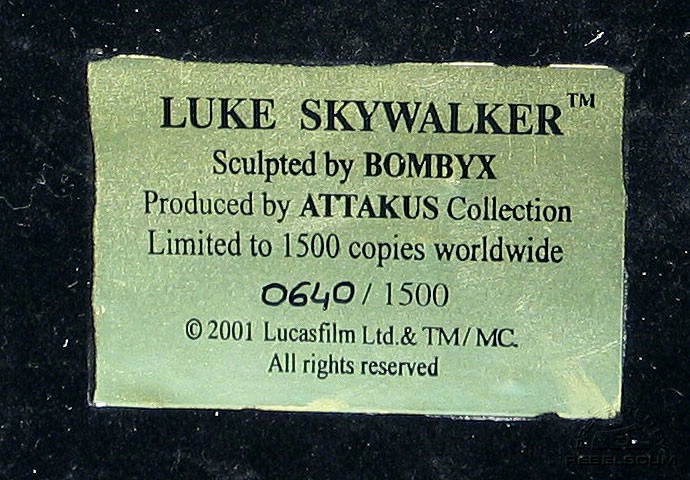 LUKE SKYWALKER™
Sculpted by BOMBYX
Produced by ATTAKUS Collection
Limited to 1500 copies worldwide
0640 / 1500
© 2001 Lucasfilm Ltd.& TM/ MC.
All rights reserved
REBELSCUM